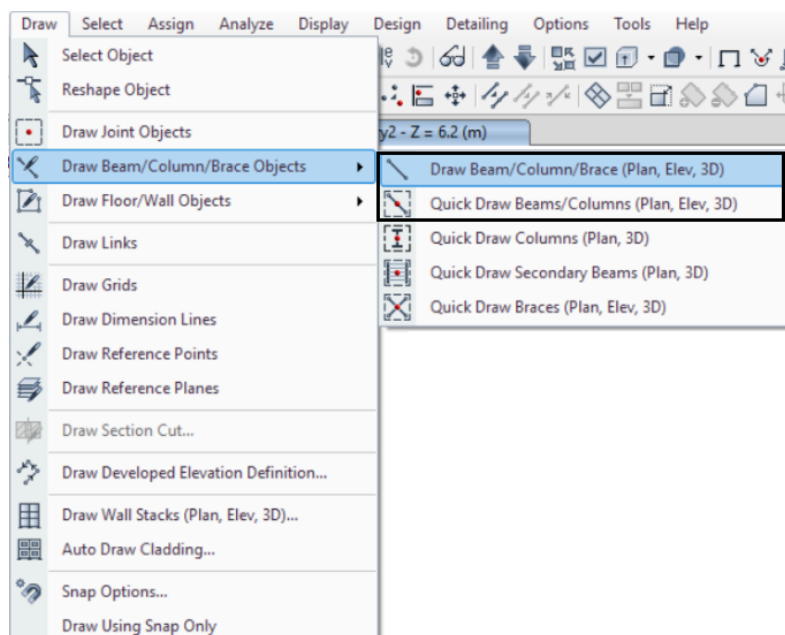 Draw Select Assign Analyze Display Design Detailing Options Tools Help
Select Object
Reshape Object
Draw Joint Objects
y2 - Z = 6.2 (m)
Draw Beam/Column/Brace Objects
Draw Beam/Column/Brace (Plan, Elev, 3D)
Draw Floor/Wall Objects
Quick Draw Beams/Columns (Plan, Elev, 3D)
Draw Links
Quick Draw Columns (Plan, 3D)
Quick Draw Secondary Beams (Plan, 3D)
Draw Grids
Quick Draw Braces (Plan, Elev, 3D)
Draw Dimension Lines
Draw Reference Points
Draw Reference Planes
Draw Section Cut...
Draw Developed Elevation Definition...
Draw Wall Stacks (Plan, Elev, 3D)...
Auto Draw Cladding...
Snap Options...
Draw Using Snap Only